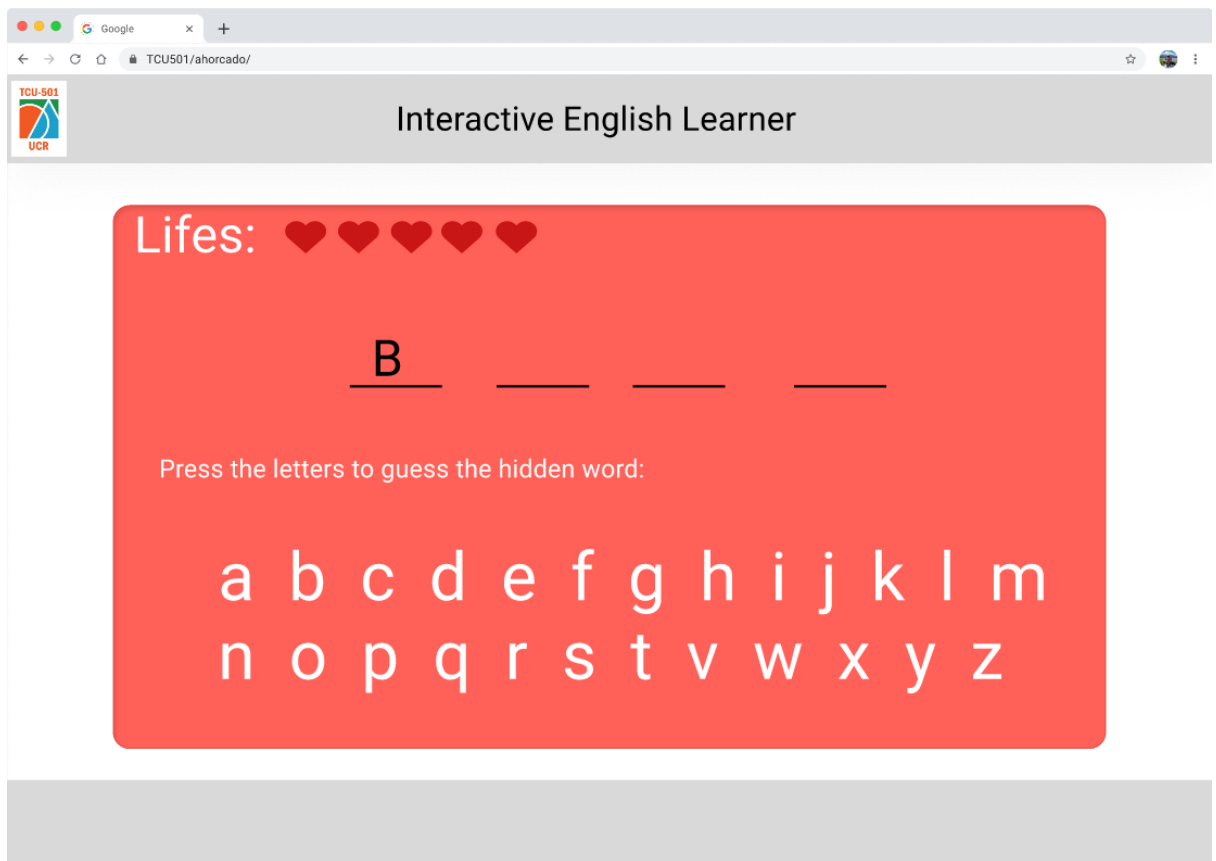 Google
TCU501/ahorcado/
TCU-501
UCR
Interactive English Learner
Lifes:
B
Press the letters to guess the hidden word:
a b c d e f g h i j k l m
n o p q r s t v w x y z